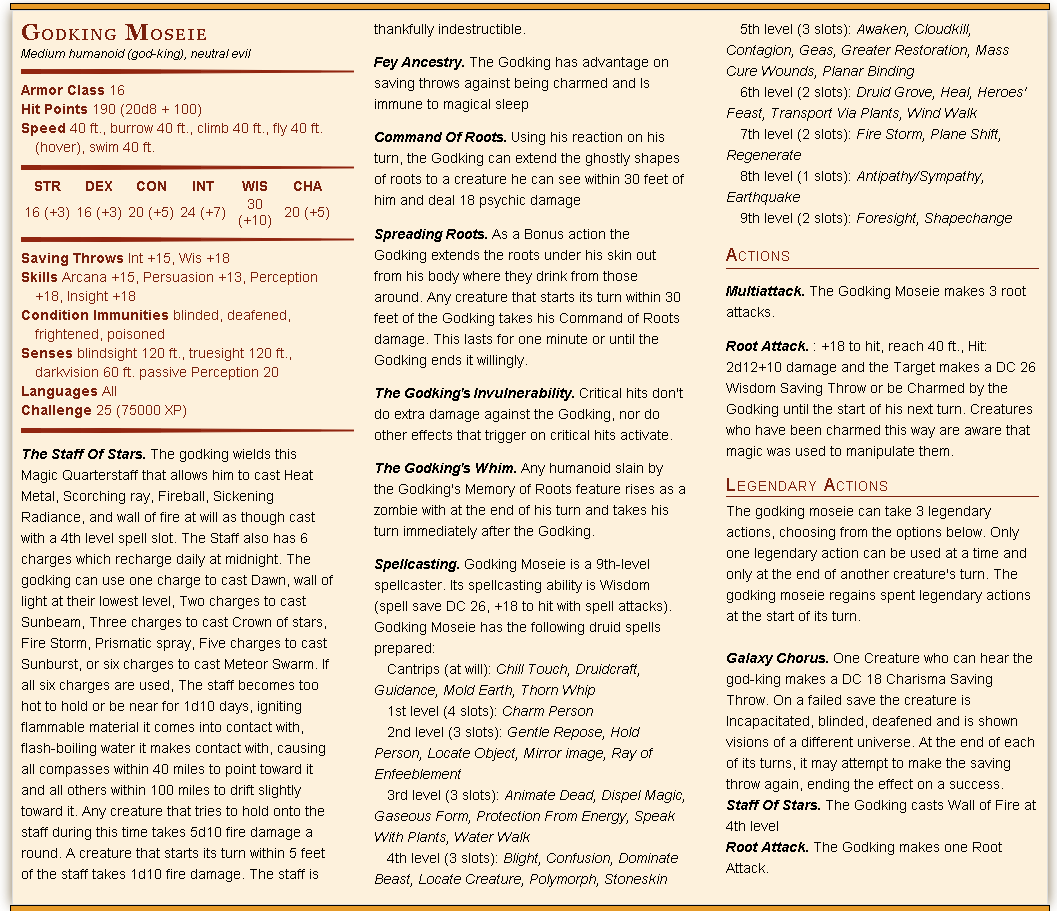 Godking Moseie
Medium humanoid (god-king), neutral evil
Armor Class 16
Hit Points 190 (20d8 + 100)
Speed 40 ft., burrow 40 ft., climb 40 ft., fly 40 ft.
(hover), swim 40 ft.
STR DEX CON INT WIS CHA
16 (+3) 16 (+3) 20 (+5) 24 (+7) 30 (+10) 20 (+5)
Saving Throws Int +15, Wis +18
Skills Arcana +15, Persuasion +13, Perception
+18, Insight +18
Condition Immunities blinded, deafened,
frightened, poisoned
Senses blindsight 120 ft., truesight 120 ft.,
darkvision 60 ft. passive Perception 20
Languages All
Challenge 25 (75000 XP)
The Staff Of Stars. The godking wields this
Magic Quarterstaff that allows him to cast Heat
Metal, Scorching ray, Fireball, Sickening
Radiance, and wall of fire at will as though cast
with a 4th level spell slot. The Staff also has 6
charges which recharge daily at midnight. The
godking can use one charge to cast Dawn, wall of
light at their lowest level, Two charges to cast
Sunbeam, Three charges to cast Crown of stars,
Fire Storm, Prismatic spray, Five charges to cast
Sunburst, or six charges to cast Meteor Swarm. If
all six charges are used, The staff becomes too
hot to hold or be near for 1d10 days, igniting
flammable material it comes into contact with,
flash-boiling water it makes contact with, causing
all compasses within 40 miles to point toward it
and all others within 100 miles to drift slightly
toward it. Any creature that tries to hold onto the
staff during this time takes 5d10 fire damage a
round. A creature that starts its turn within 5 feet
of the staff takes 1d10 fire damage. The staff is
thankfully indestructible.
Fey Ancestry. The Godking has advantage on
saving throws against being charmed and Is
immune to magical sleep
Command Of Roots. Using his reaction on his
turn, the Godking can extend the ghostly shapes
of roots to a creature he can see within 30 feet of
him and deal 18 psychic damage
Spreading Roots. As a Bonus action the
Godking extends the roots under his skin out
from his body where they drink from those
around. Any creature that starts its turn within 30
feet of the Godking takes his Command of Roots
damage. This lasts for one minute or until the
Godking ends it willingly.
The Godking's Invulnerability. Critical hits don't
do extra damage against the Godking, nor do
other effects that trigger on critical hits activate.
The Godking's Whim. Any humanoid slain by
the Godking's Memory of Roots feature rises as a
zombie with at the end of his turn and takes his
turn immediately after the Godking.
Spellcasting. Godking Moseie is a 9th-level
spellcaster. Its spellcasting ability is Wisdom
(spell save DC 26, +18 to hit with spell attacks).
Godking Moseie has the following druid spells
prepared:
Cantrips (at will): Chill Touch, Druidcraft,
Guidance, Mold Earth, Thorn Whip
1st level (4 slots): Charm Person
2nd level (3 slots): Gentle Repose, Hold
Person, Locate Object, Mirror image, Ray of
Enfeeblement
3rd level (3 slots): Animate Dead, Dispel Magic,
Gaseous Form, Protection From Energy, Speak
With Plants, Water Walk
4th level (3 slots): Blight, Confusion, Dominate
Beast, Locate Creature, Polymorph, Stoneskin
5th level (3 slots): Awaken, Cloudkill,
Contagion, Geas, Greater Restoration, Mass
Cure Wounds, Planar Binding
6th level (2 slots): Druid Grove, Heal, Heroes'
Feast, Transport Via Plants, Wind Walk
7th level (2 slots): Fire Storm, Plane Shift,
Regenerate
8th level (1 slots): Antipathy/Sympathy,
Earthquake
9th level (2 slots): Foresight, Shapechange
Actions
Multiattack. The Godking Moseie makes 3 root
attacks.
Root Attack. : +18 to hit, reach 40 ft., Hit:
2d12+10 damage and the Target makes a DC 26
Wisdom Saving Throw or be Charmed by the
Godking until the start of his next turn. Creatures
who have been charmed this way are aware that
magic was used to manipulate them.
Legendary Actions
The godking moseie can take 3 legendary
actions, choosing from the options below. Only
one legendary action can be used at a time and
only at the end of another creature's turn. The
godking moseie regains spent legendary actions
at the start of its turn.
Galaxy Chorus. One Creature who can hear the
god-king makes a DC 18 Charisma Saving
Throw. On a failed save the creature is
Incapacitated, blinded, deafened and is shown
visions of a different universe. At the end of each
of its turns, it may attempt to make the saving
throw again, ending the effect on a success.
Staff Of Stars. The Godking casts Wall of Fire at
4th level
Root Attack. The Godking makes one Root
Attack.